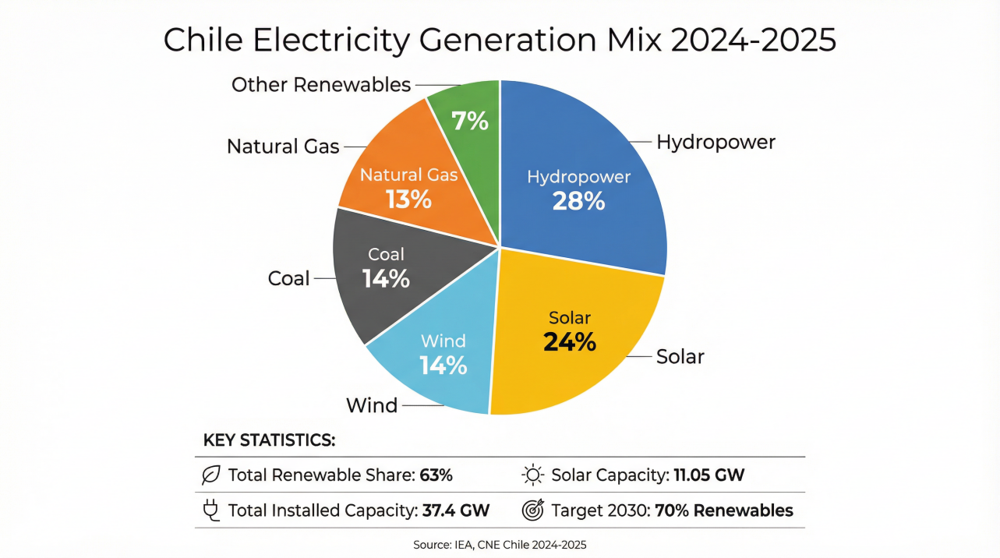 Chile Electricity Generation Mix 2024-2025
Other Renewables
7%
Natural Gas
Natural Gas
13%
Hydropower
Hydropower
28%
Coal
Coal
14%
Solar
24%
Solar
Wind
14%
Wind
KEY STATISTICS:
Total Renewable Share: 63%
Solar Capacity: 11.05 GW
Total Installed Capacity: 37.4 GW
Target 2030: 70% Renewables
Source: IEA, CNE Chile 2024-2025